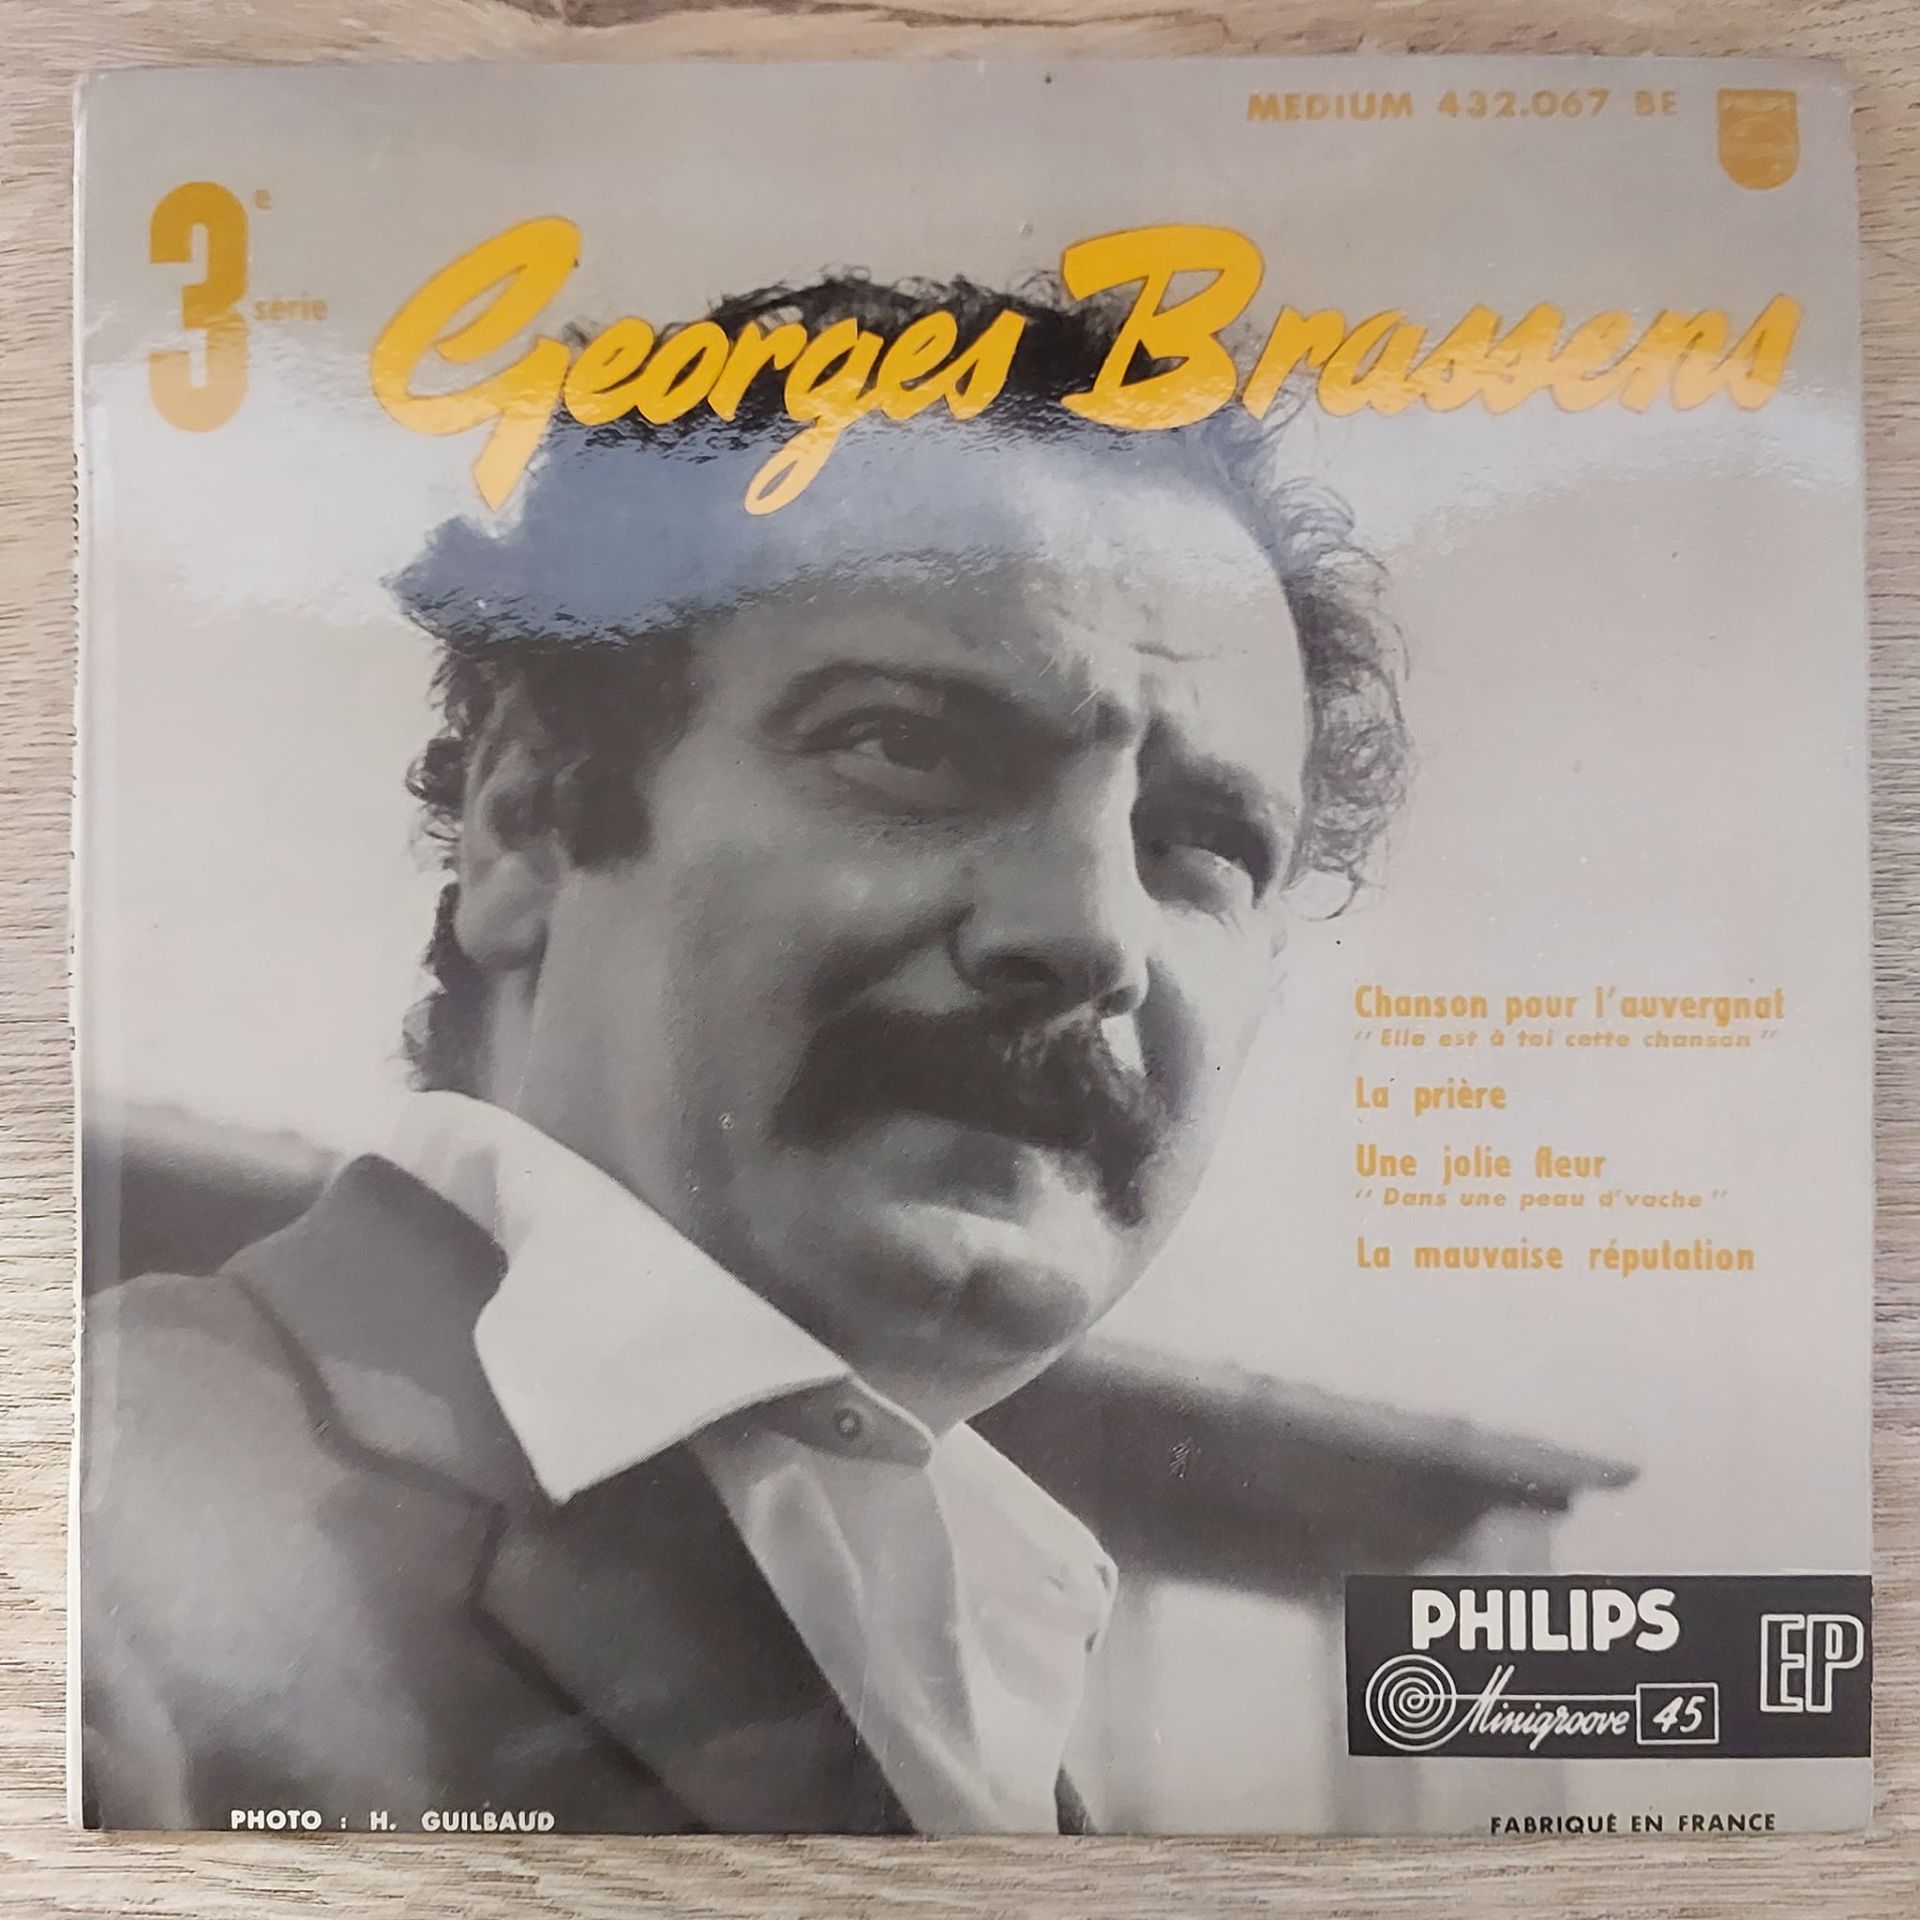 MEDIUM 432.067 BE
3e série
Georges Brassens
Chanson pour l'auvergnat
"Elle est à toi cette chanson"
La prière
Une jolie fleur
"Dans une peau d'vache"
La mauvaise réputation
PHILIPS
Minigroove 45
EP
PHOTO : H. GUILBAUD
FABRIQUÉ EN FRANCE